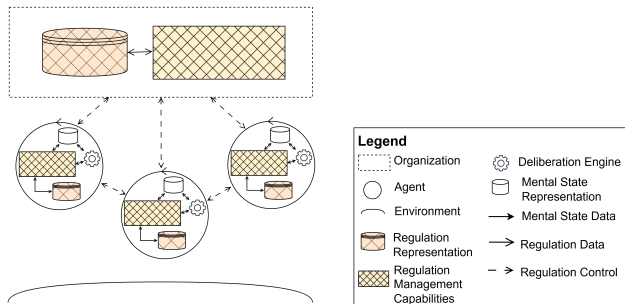 Legend
Organization
Agent
Environment
Regulation
Representation
Regulation
Management
Capabilities
Deliberation Engine
Mental State
Representation
Mental State Data
Regulation Data
Regulation Control